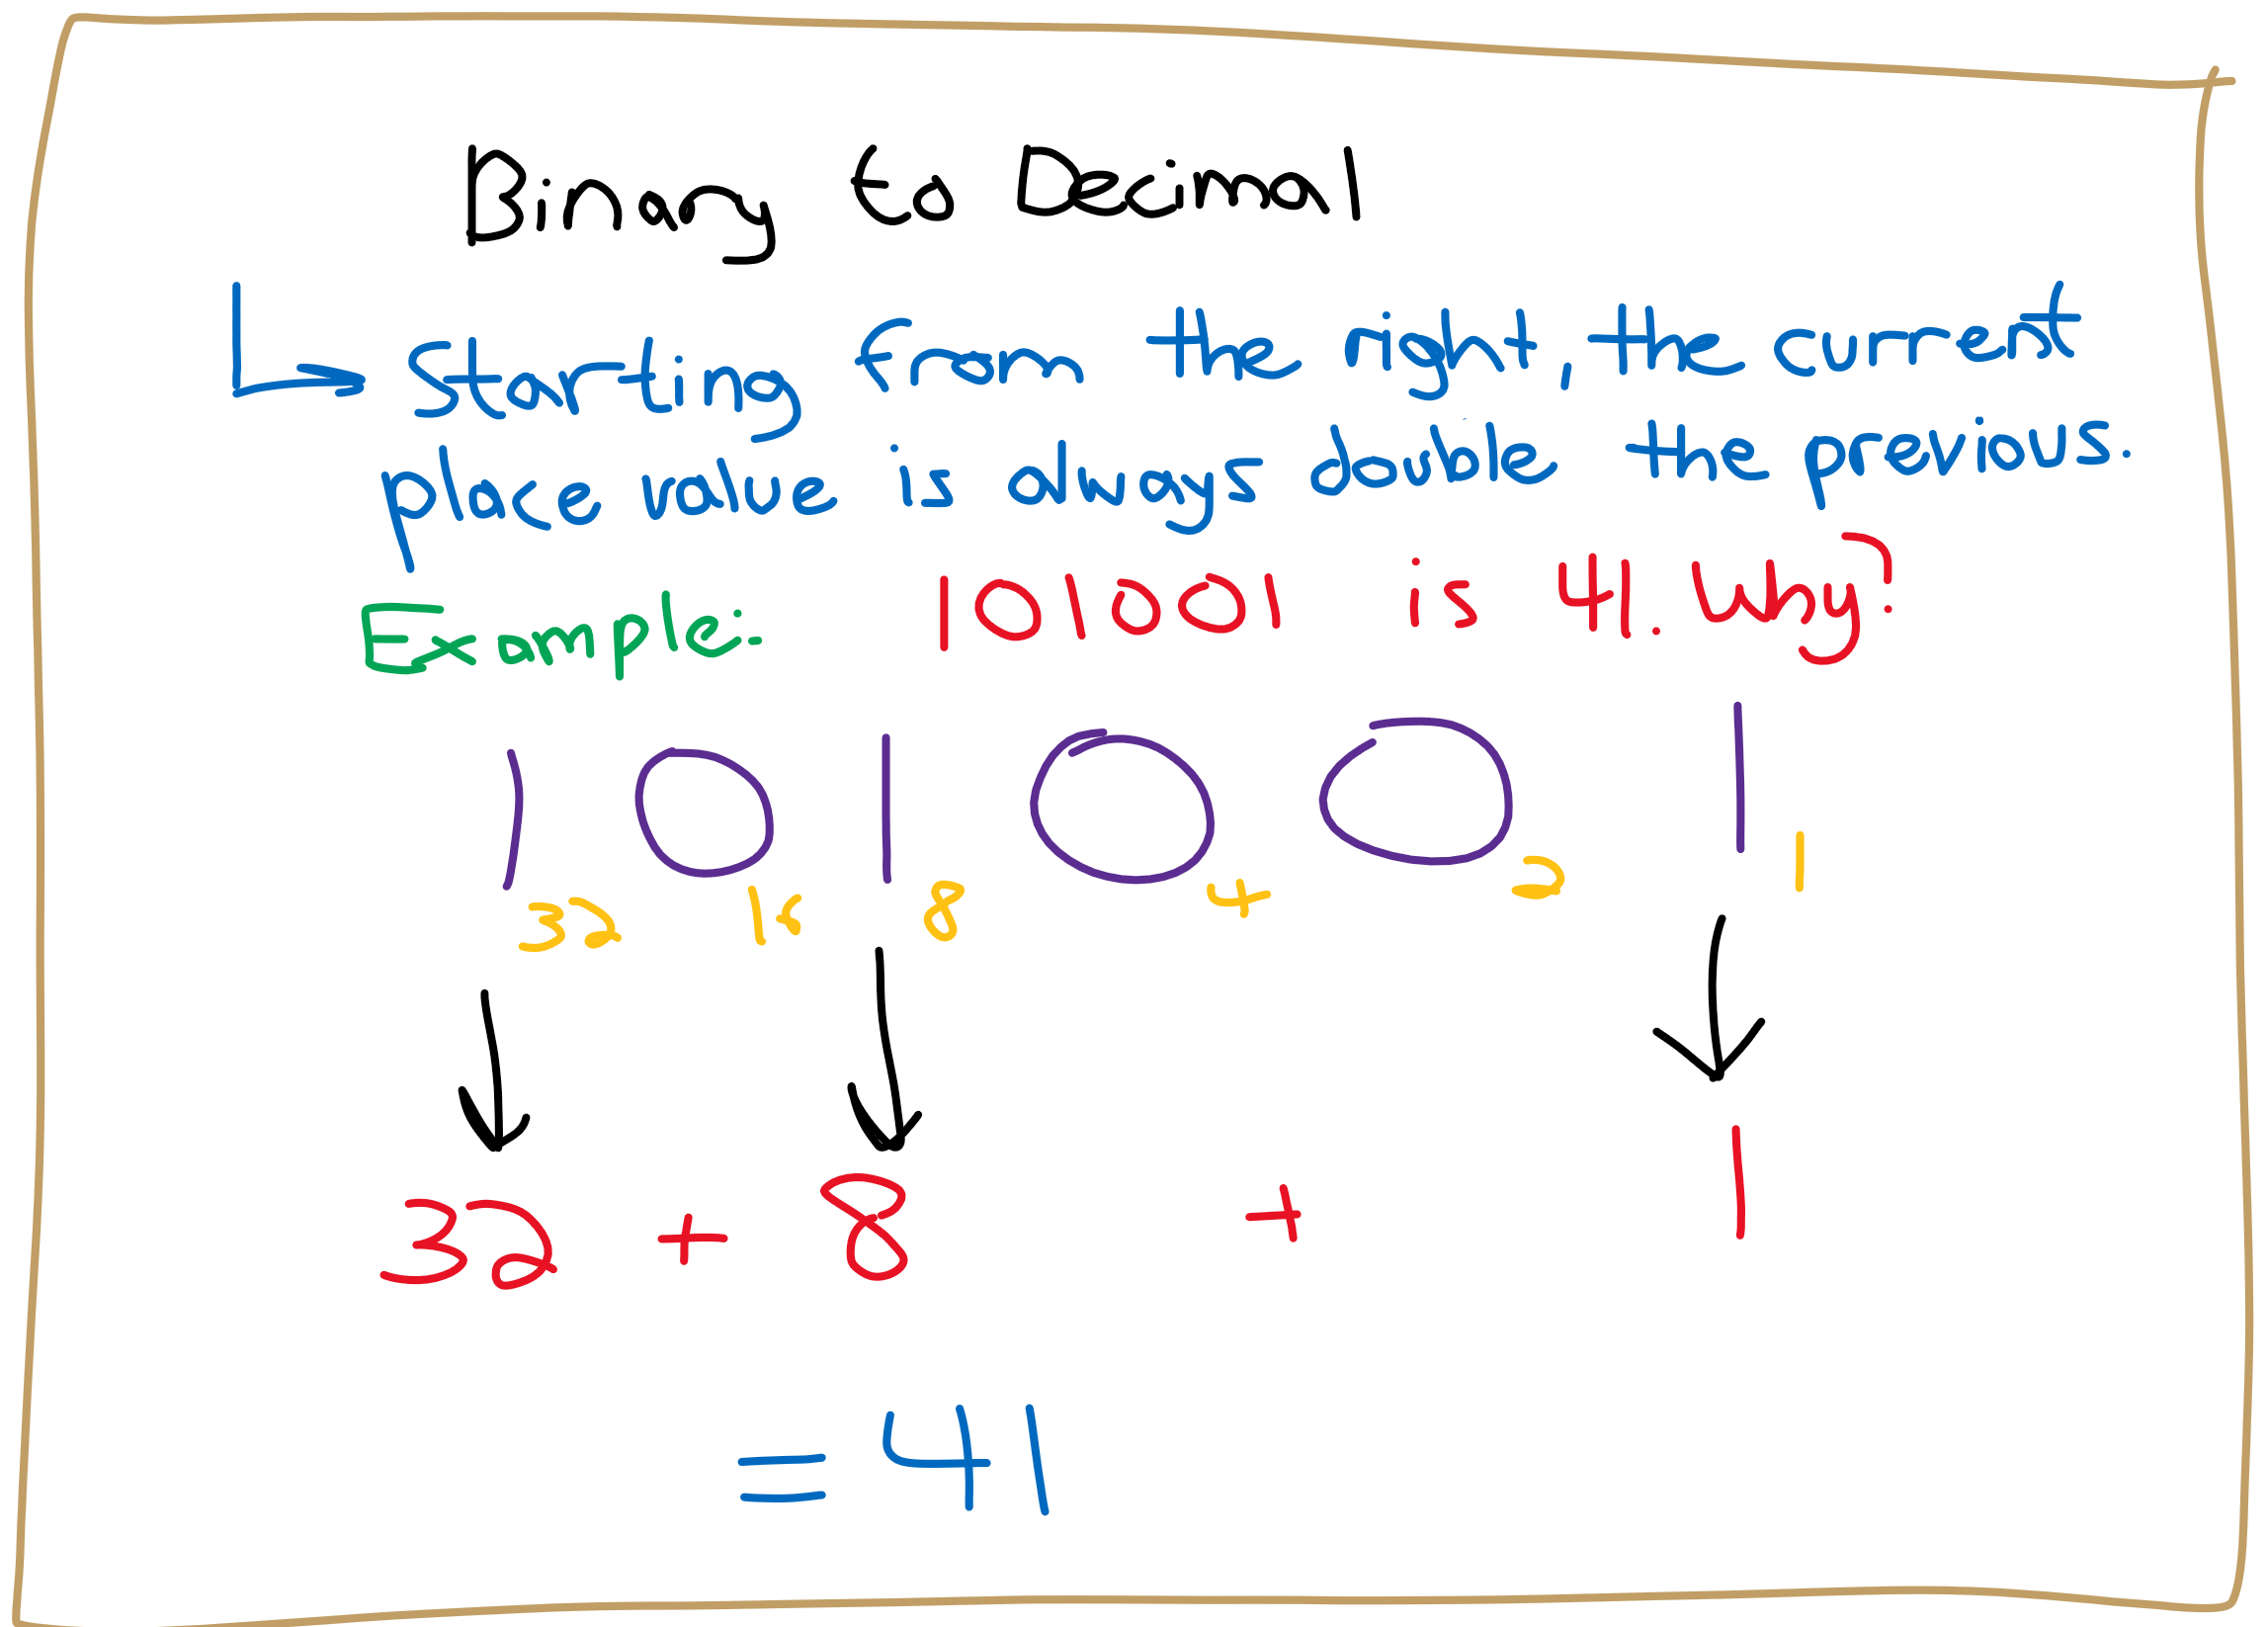 Binary to Decimal
starting from the right, the current
place value is always double the previous.
Example: 101001 is 41. Wy?
1 0 1 0 0 1
32 16 8 4 2 1
32 + 8 + 1
= 41